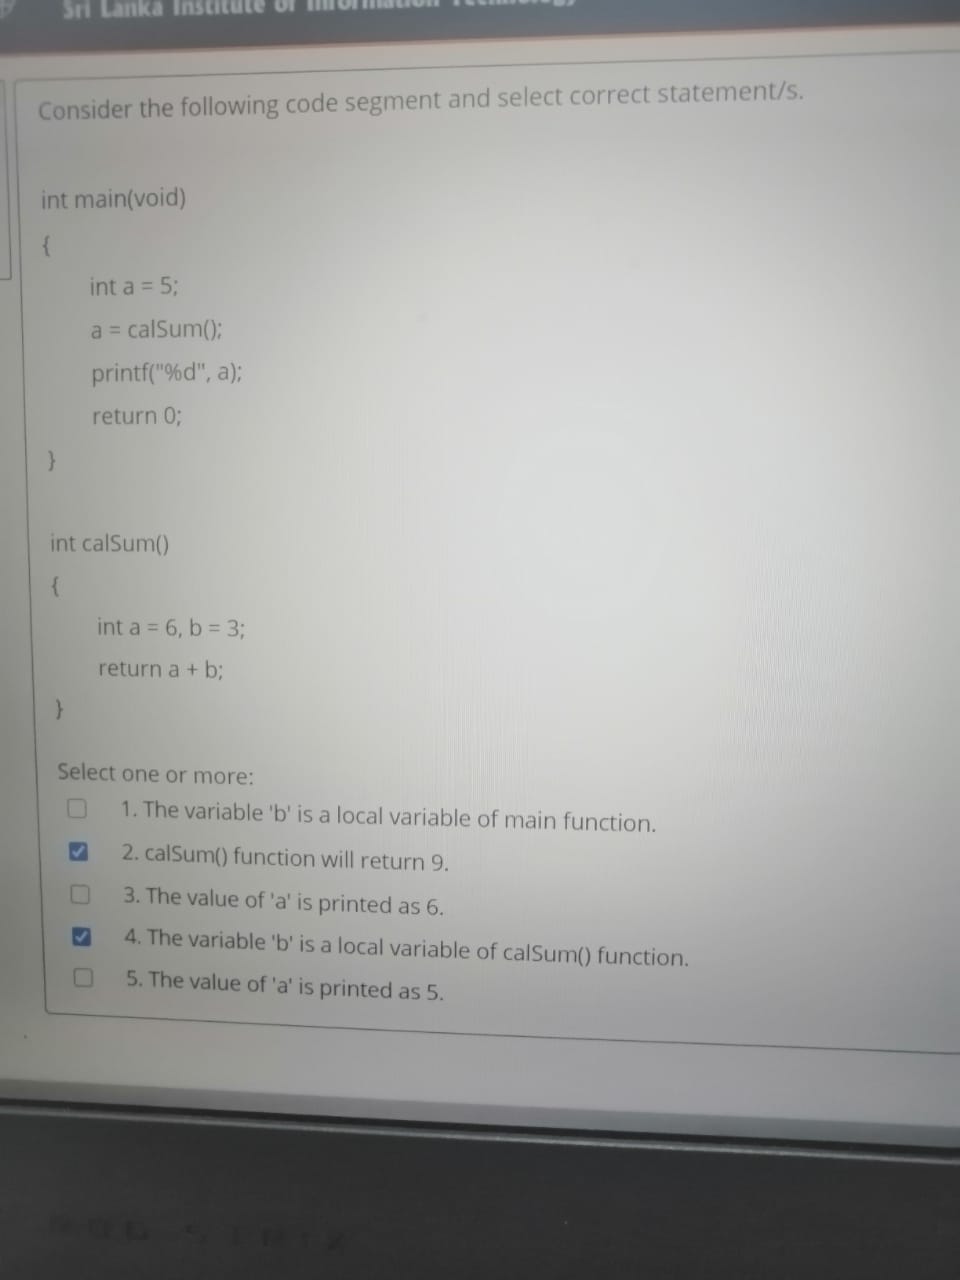 Sri Lanka Institute of Information Technology
Consider the following code segment and select correct statement/s.
int main(void)
{
int a = 5;
a = calSum();
printf("%d", a);
return 0;
}
int calSum()
{
int a = 6, b = 3;
return a + b;
}
Select one or more:
1. The variable 'b' is a local variable of main function.
2. calSum() function will return 9.
3. The value of 'a' is printed as 6.
4. The variable 'b' is a local variable of calSum() function.
5. The value of 'a' is printed as 5.